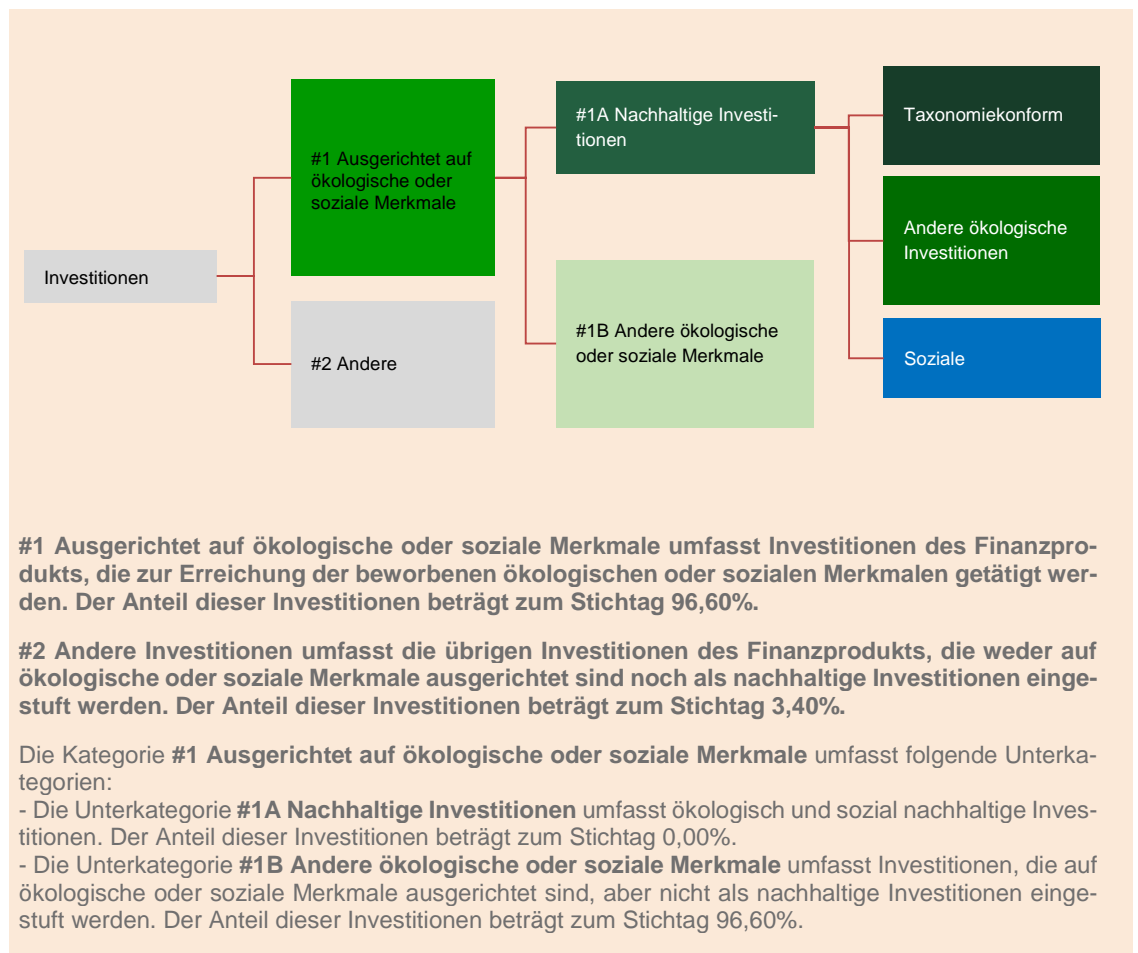 Investitionen
#1 Ausgerichtet auf
ökologische oder
soziale Merkmale
#2 Andere
#1A Nachhaltige Investi-
tionen
#1B Andere ökologische
oder soziale Merkmale
Taxonomiekonform
Andere ökologische
Investitionen
Soziale
#1 Ausgerichtet auf ökologische oder soziale Merkmale umfasst Investitionen des Finanzpro-
dukts, die zur Erreichung der beworbenen ökologischen oder sozialen Merkmalen getätigt wer-
den. Der Anteil dieser Investitionen beträgt zum Stichtag 96,60%.
#2 Andere Investitionen umfasst die übrigen Investitionen des Finanzprodukts, die weder auf
ökologische oder soziale Merkmale ausgerichtet sind noch als nachhaltige Investitionen einge-
stuft werden. Der Anteil dieser Investitionen beträgt zum Stichtag 3,40%.
Die Kategorie #1 Ausgerichtet auf ökologische oder soziale Merkmale umfasst folgende Unterka-
tegorien:
- Die Unterkategorie #1A Nachhaltige Investitionen umfasst ökologisch und sozial nachhaltige Inves-
titionen. Der Anteil dieser Investitionen beträgt zum Stichtag 0,00%.
- Die Unterkategorie #1B Andere ökologische oder soziale Merkmale umfasst Investitionen, die auf
ökologische oder soziale Merkmale ausgerichtet sind, aber nicht als nachhaltige Investitionen einge-
stuft werden. Der Anteil dieser Investitionen beträgt zum Stichtag 96,60%.